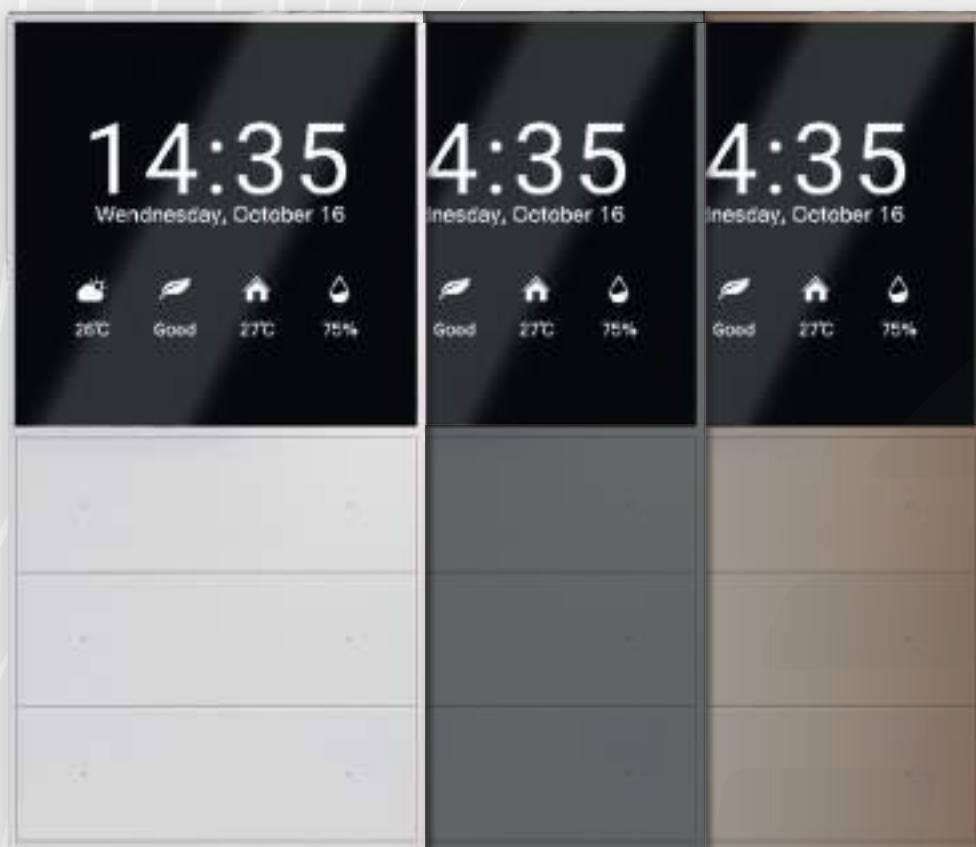 14:35
Wendnesday, October 16
26℃ Good 27℃ 75%
4:35
nesday, October 16
Good 27℃ 75%
4:35
nesday, October 16
Good 27℃ 75%